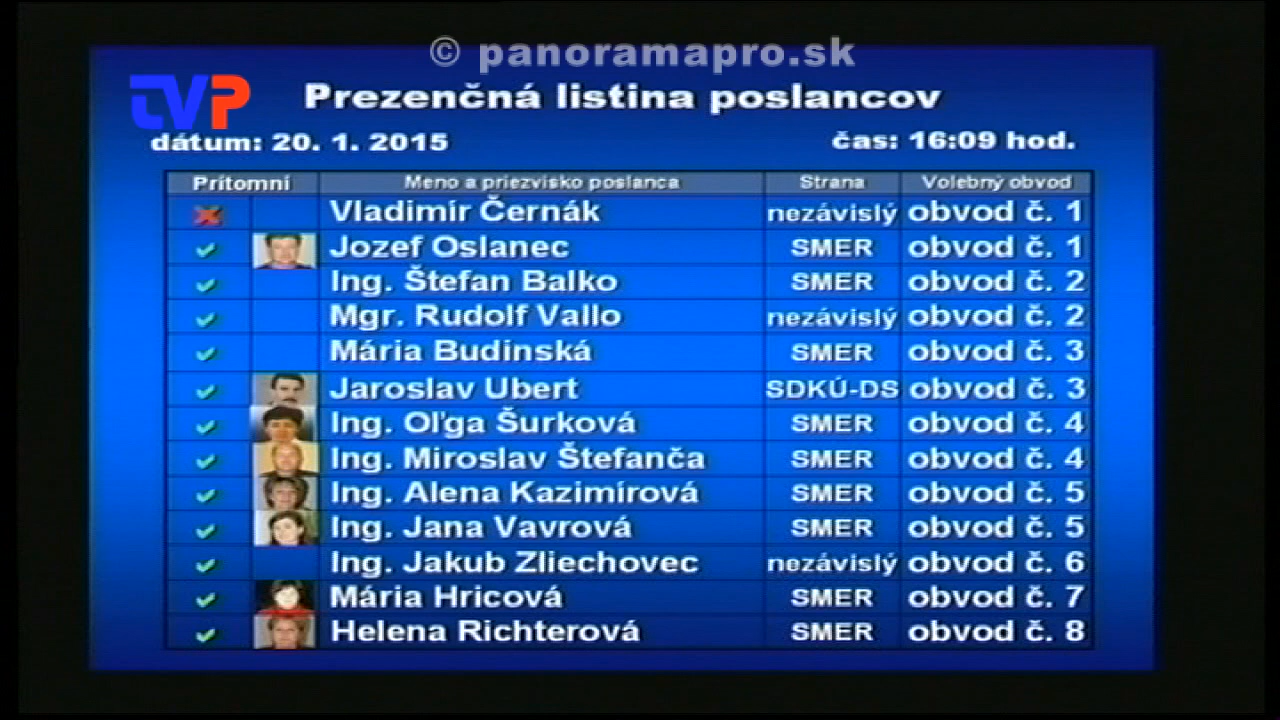 © panoramapro.sk
TVP
Prezenčná listina poslancov
dátum: 20. 1. 2015 čas: 16:09 hod.
Prítomní Meno a priezvisko poslanca Strana Volebný obvod
Vladimír Černák nezávislý obvod č. 1
Jozef Oslanec SMER obvod č. 1
Ing. Štefan Balko SMER obvod č. 2
Mgr. Rudolf Vallo nezávislý obvod č. 2
Mária Budinská SMER obvod č. 3
Jaroslav Ubert SDKÚ-DS obvod č. 3
Ing. Oľga Šurková SMER obvod č. 4
Ing. Miroslav Štefanča SMER obvod č. 4
Ing. Alena Kazimírová SMER obvod č. 5
Ing. Jana Vavrová SMER obvod č. 5
Ing. Jakub Zliechovec nezávislý obvod č. 6
Mária Hricová SMER obvod č. 7
Helena Richterová SMER obvod č. 8